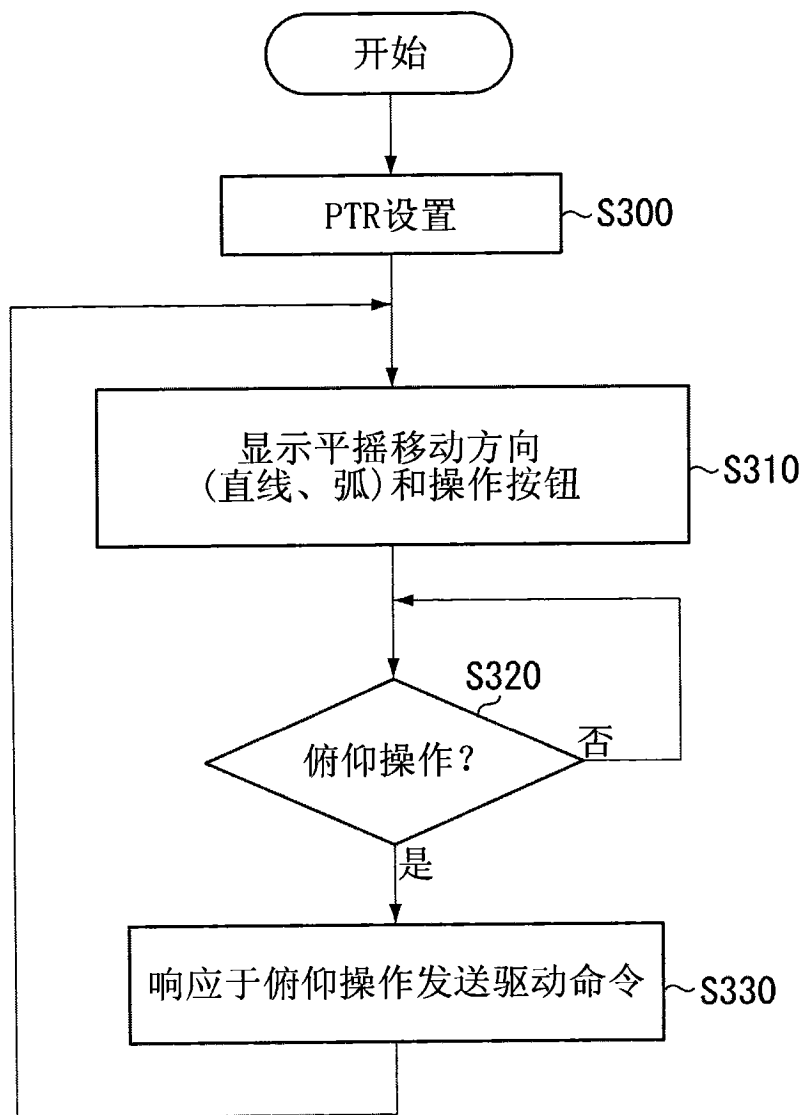 开始
PTR设置
S300
显示平摇移动方向
(直线、弧)和操作按钮
S310
S320
俯仰操作?
否
是
响应于俯仰操作发送驱动命令
S330